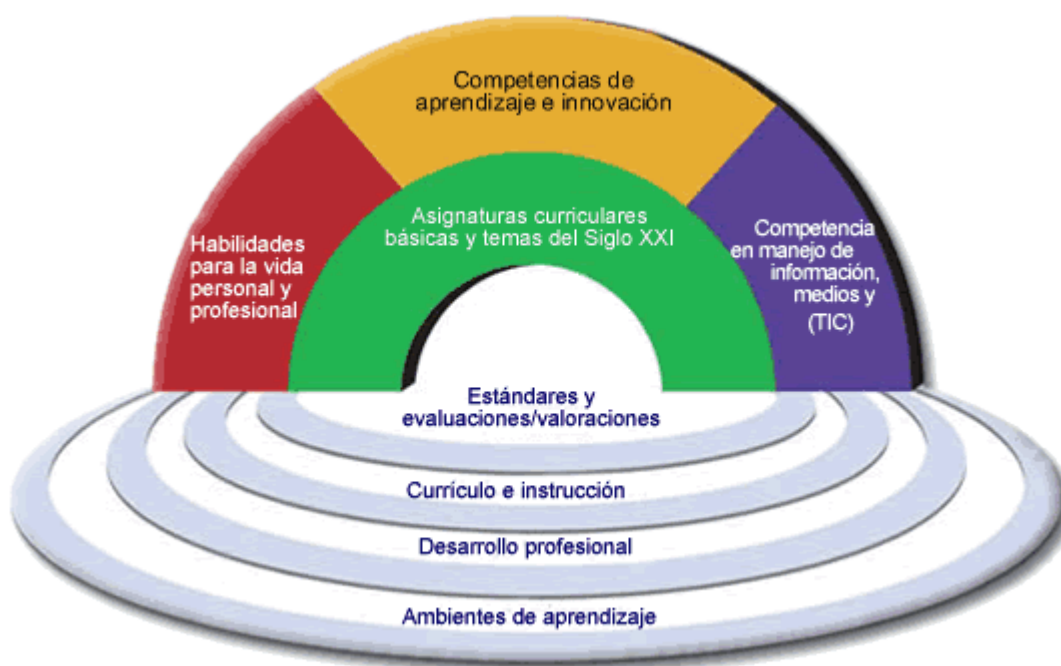 Competencias de
aprendizaje e innovación
Asignaturas curriculares
básicas y temas del Siglo XXI
Habilidades
para la vida
personal y
profesional
Competencia
en manejo de
información,
medios y
(TIC)
Estándares y
evaluaciones/valoraciones
Currículo e instrucción
Desarrollo profesional
Ambientes de aprendizaje